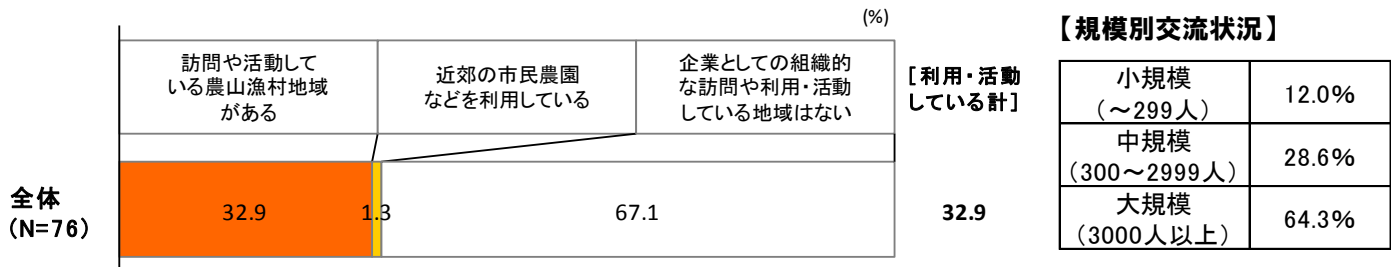 (%)
訪問や活動して
いる農山漁村地域
がある
近郊の市民農園
などを利用している
企業としての組織的
な訪問や利用・活動
している地域はない
[利用・活動
している計]
全体
(N=76)
32.9
1.3
67.1
32.9
【規模別交流状況】
小規模
(～299人)
12.0%
中規模
(300～2999人)
28.6%
大規模
(3000人以上)
64.3%